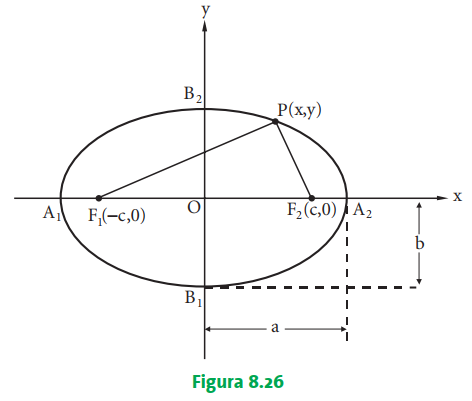 y
B₂
P(x,y)
x
A₁
F₁(−c,0)
O
F₂(c,0)
A₂
b
B₁
a
Figura 8.26